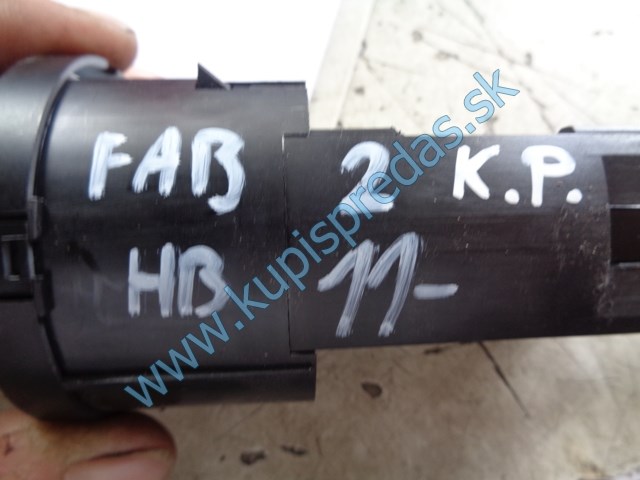 FAB 2 K.P.
HB 11-
www.kupispredas.sk